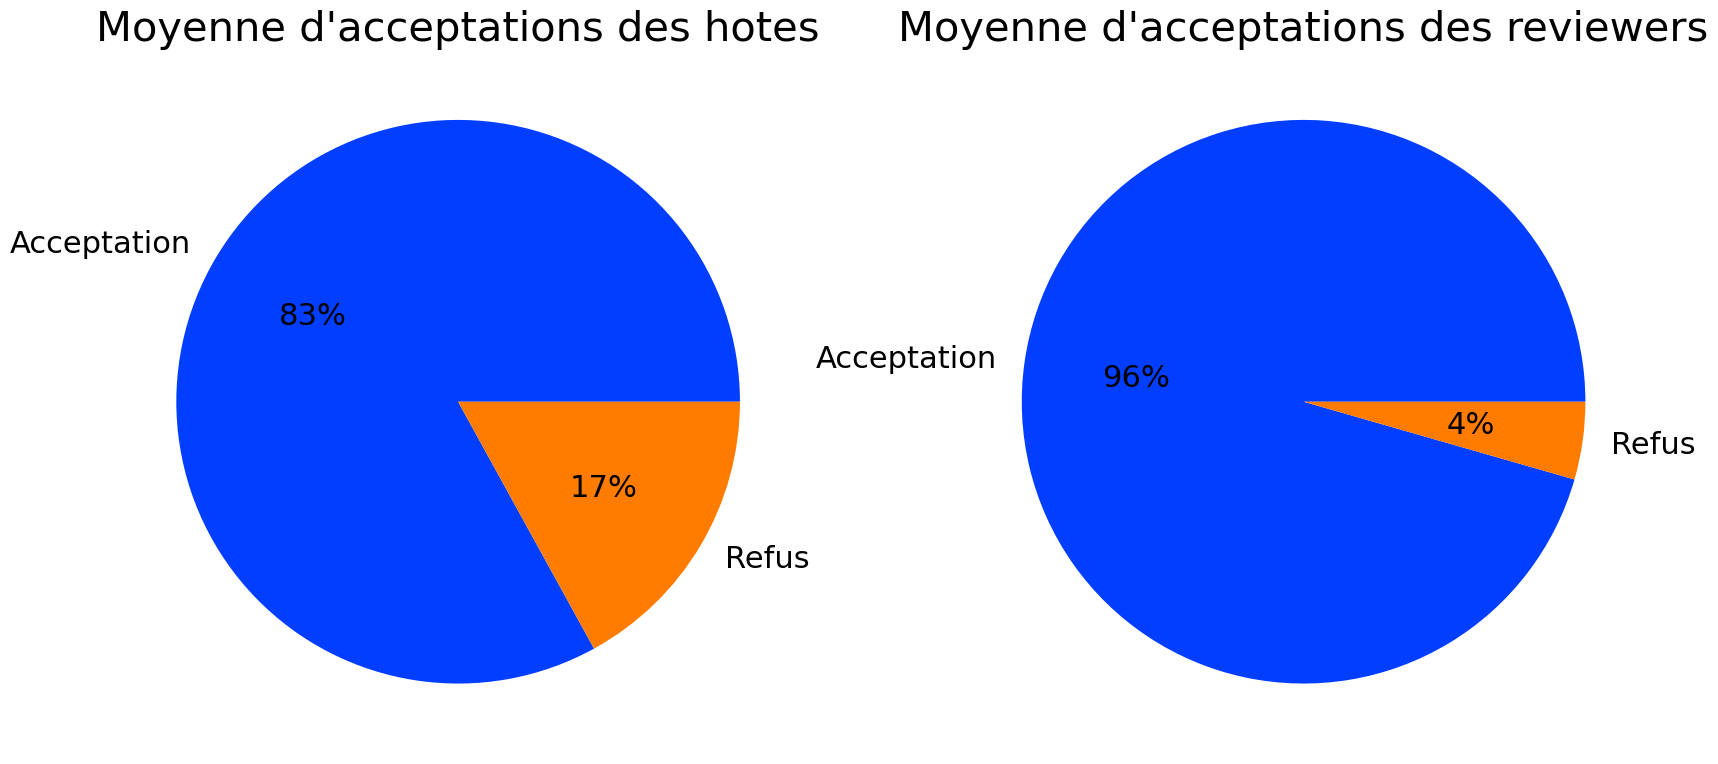 Moyenne d'acceptations des hotes
Acceptation
83%
17%
Refus
Moyenne d'acceptations des reviewers
Acceptation
96%
4%
Refus